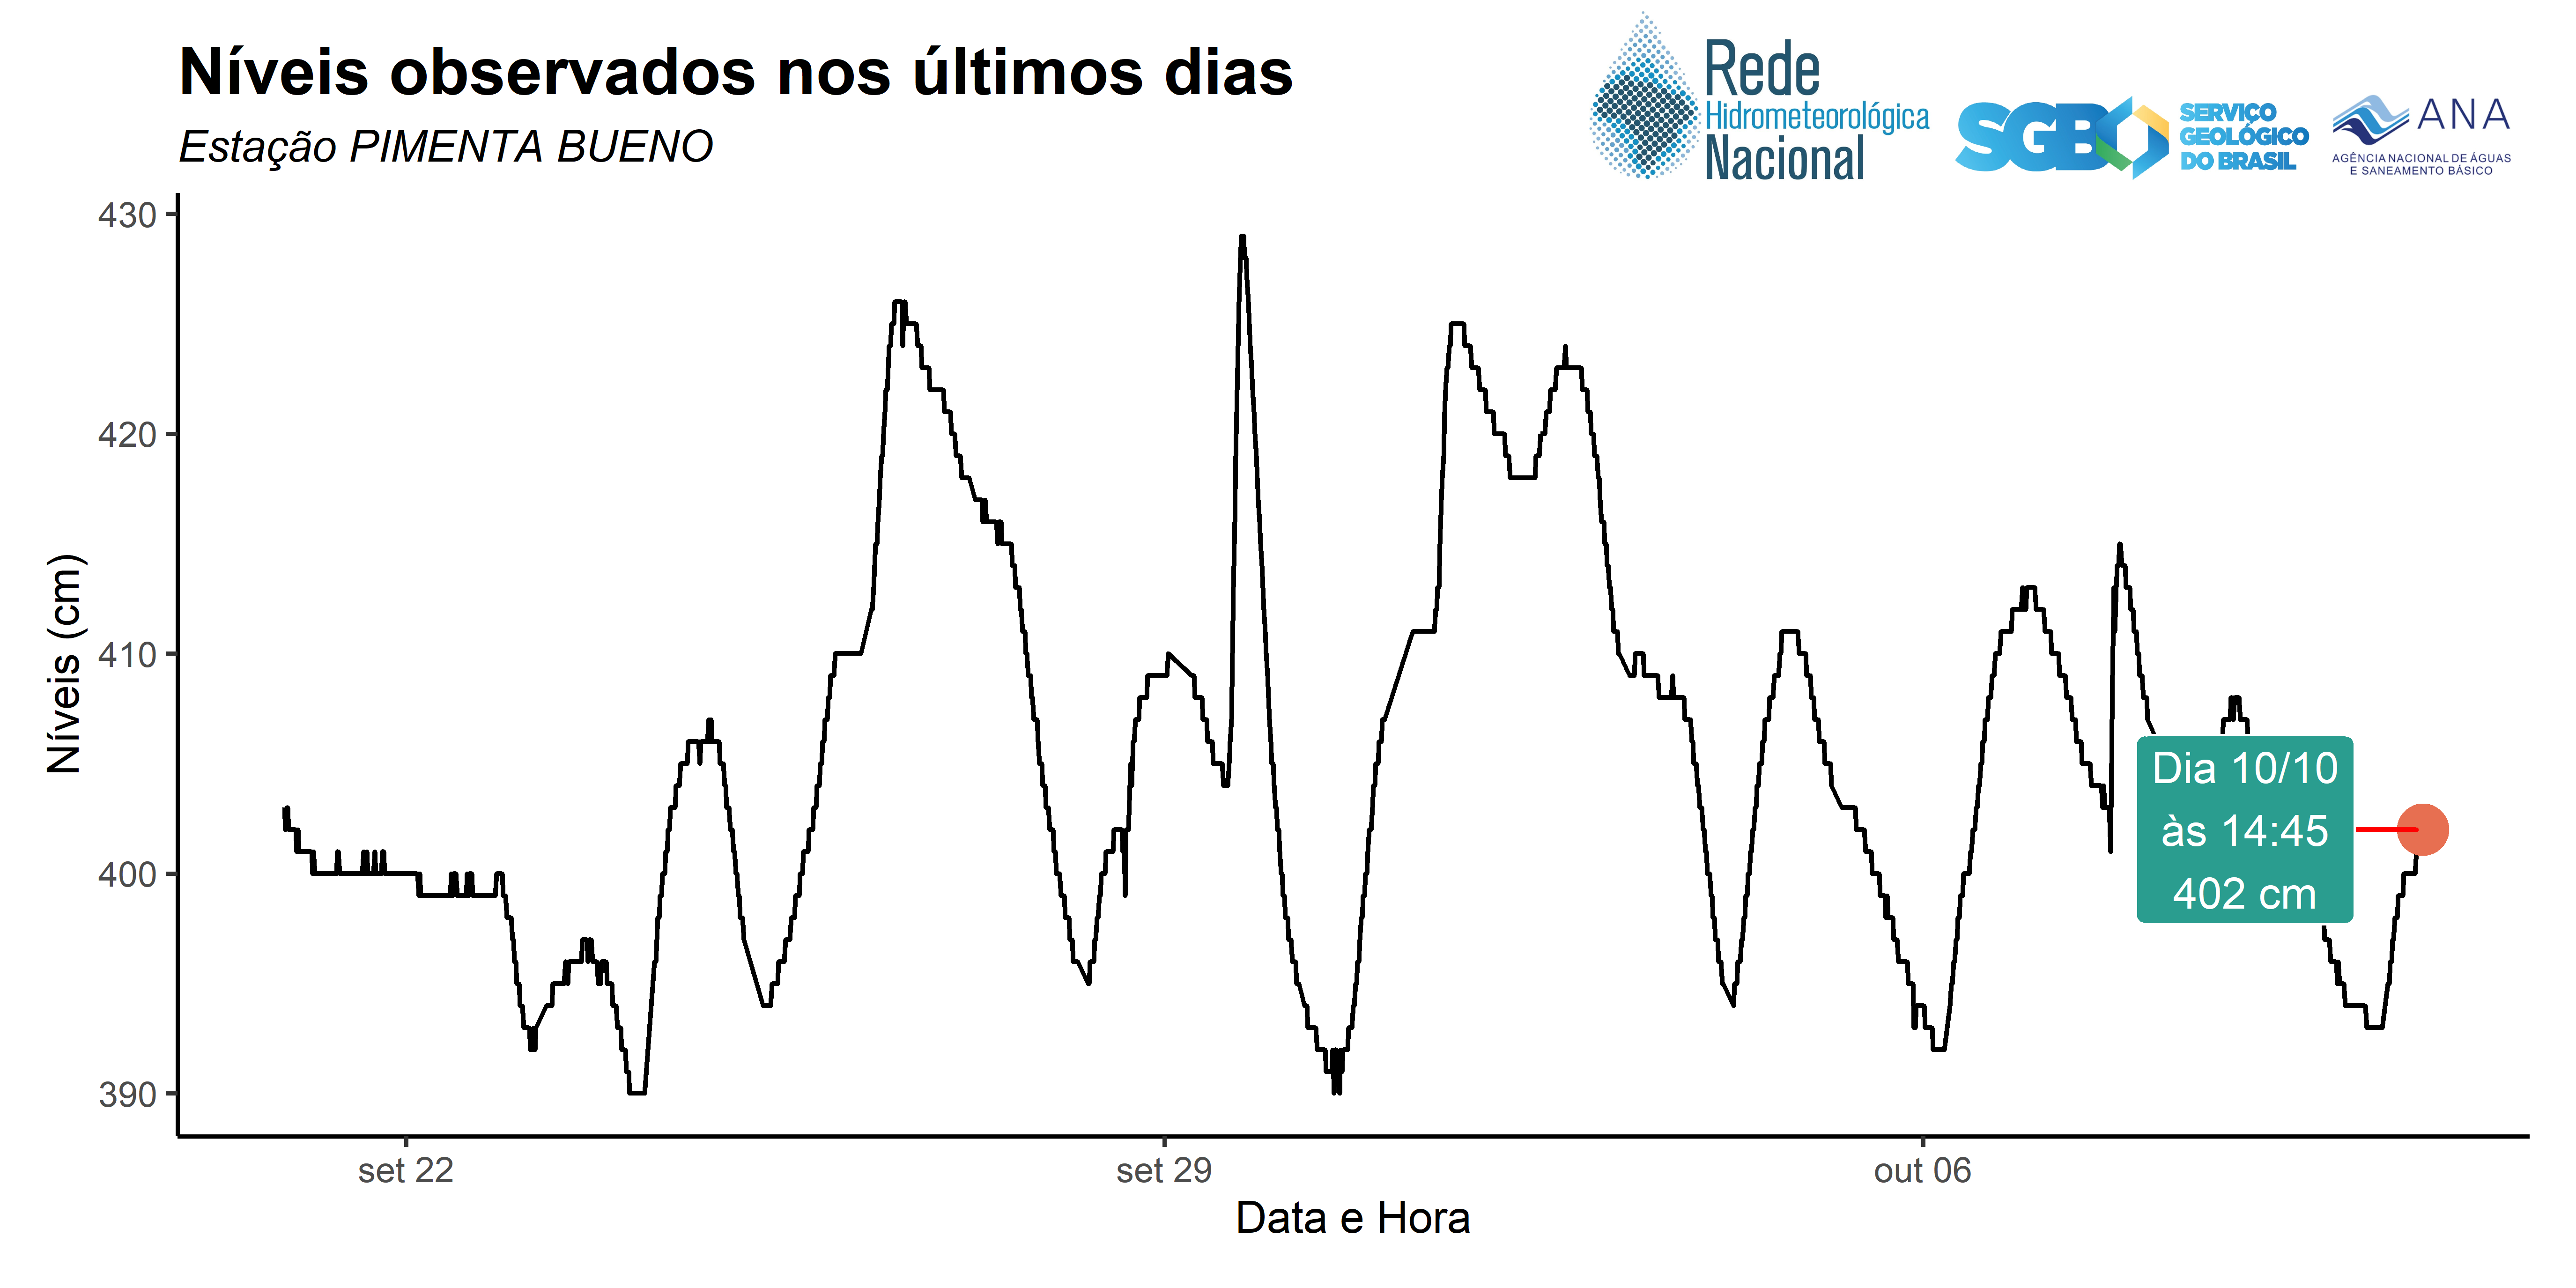 Níveis observados nos últimos dias
Estação PIMENTA BUENO
Rede
Hidrometeorológica
Nacional
SGB
SERVIÇO
GEOLÓGICO
DO BRASIL
ANA
AGÊNCIA NACIONAL DE ÁGUAS
E SANEAMENTO BÁSICO
Níveis (cm)
430
420
410
400
390
Dia 10/10
às 14:45
402 cm
set 22
set 29
out 06
Data e Hora